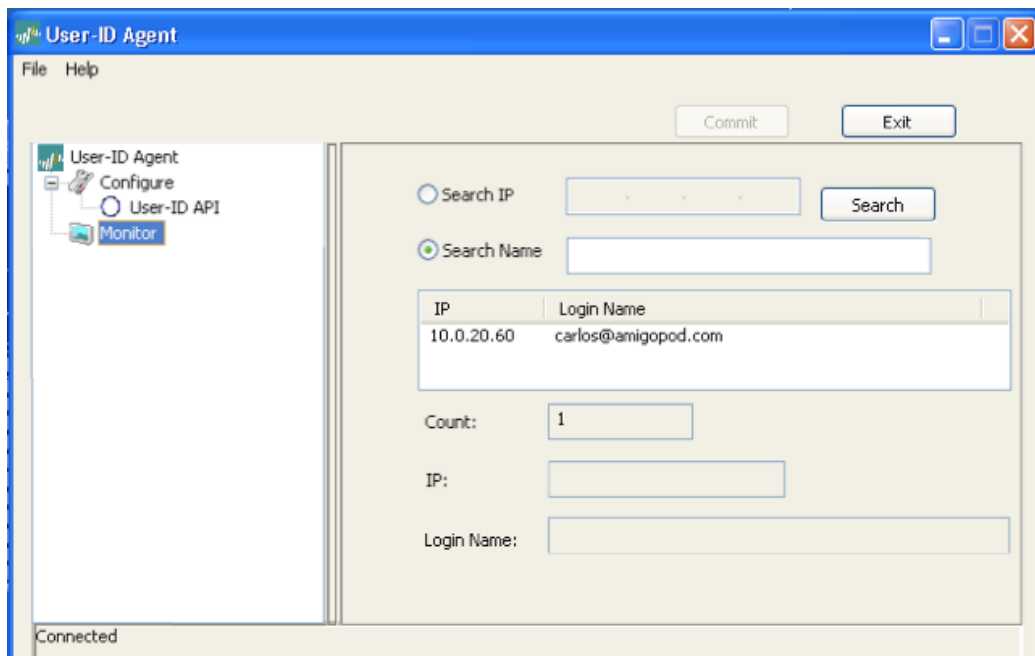 User-ID Agent
File Help
Commit Exit
User-ID Agent
Configure
User-ID API
Monitor
Search IP . . . Search
Search Name
IP Login Name
10.0.20.60 carlos@amigopod.com
Count: 1
IP:
Login Name:
Connected